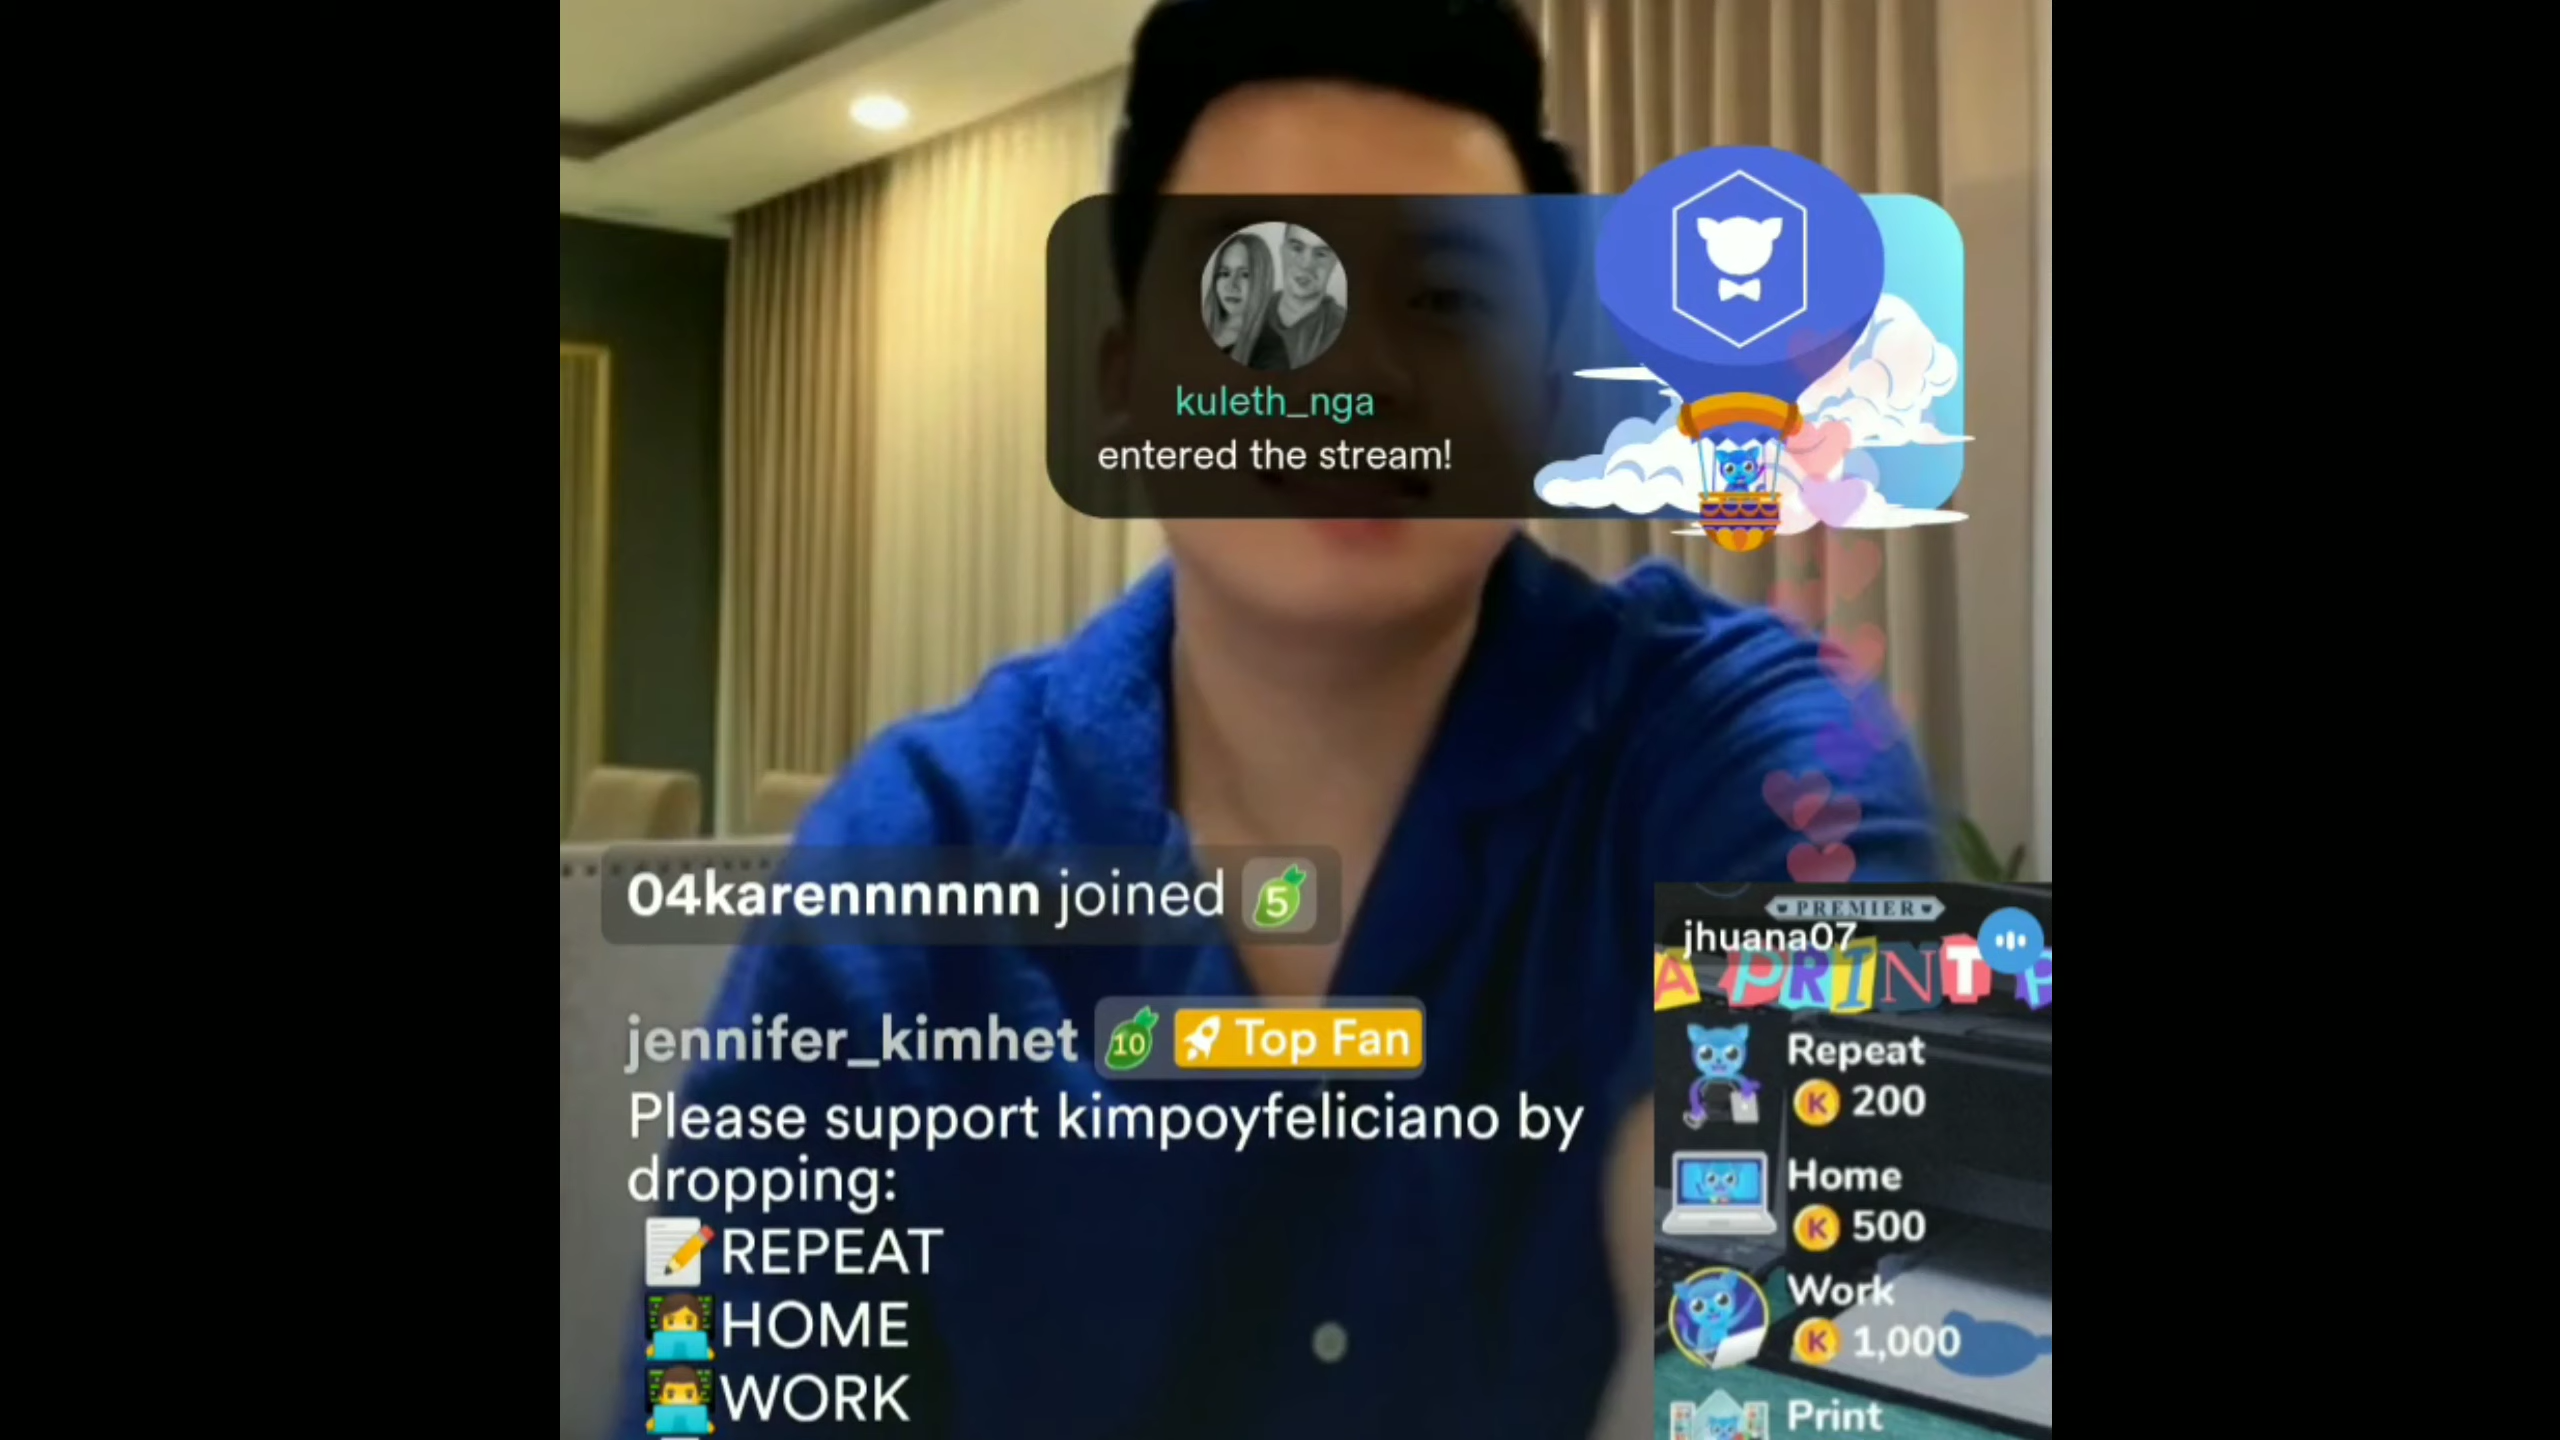 kuleth_nga
entered the stream!
04karennnnnn joined 5
jennifer_kimhet 10 Top Fan
Please support kimpoyfeliciano by
dropping:
REPEAT
HOME
WORK
PREMIER
jhuana07
A PRINT P
Repeat
K 200
Home
K 500
Work
K 1,000
Print